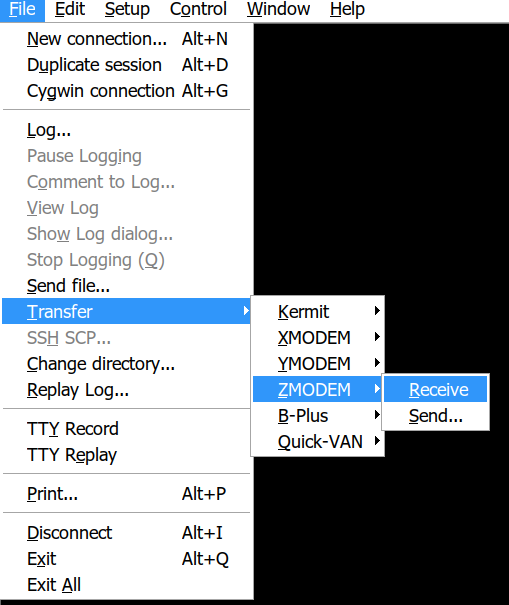 File Edit Setup Control Window Help
New connection... Alt+N
Duplicate session Alt+D
Cygwin connection Alt+G
Log...
Pause Logging
Comment to Log...
View Log
Show Log dialog...
Stop Logging (Q)
Send file...
Transfer
SSH SCP...
Change directory...
Replay Log...
TTY Record
TTY Replay
Print... Alt+P
Disconnect Alt+I
Exit Alt+Q
Exit All
Kermit
XMODEM
YMODEM
ZMODEM
B-Plus
Quick-VAN
Receive
Send...